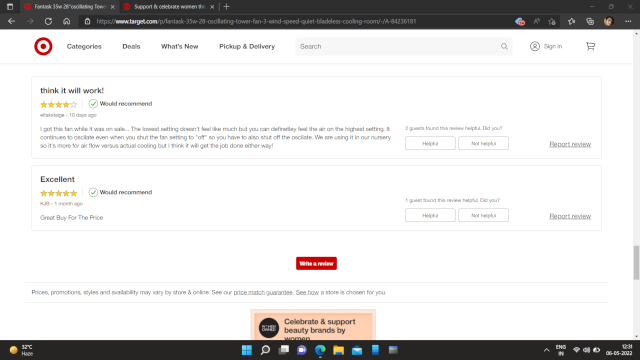 Fantask 35w 28"oscillating Tower
Support & celebrate women this
https://www.target.com/p/fantask-35w-28-oscillating-tower-fan-3-wind-speed-quiet-bladeless-cooling-room/-/A-84236181
Categories Deals What's New Pickup & Delivery Search Sign in
think it will work!
Would recommend
10 days ago
I got this fan while it was on sale... The lowest setting doesn't feel like much but you can definetley feel the air on the highest setting. It
continues to oscillate even when you shut the fan setting to "off" so you have to also shut off the oscilate. We are using it in our nursery
so it's more for air flow versus actual cooling but I think it will get the job done either way!
2 guests found this review helpful. Did you?
Helpful Not helpful
Report review
Excellent
Would recommend
KJB - 1 month ago
Great Buy For The Price
1 guest found this review helpful. Did you?
Helpful Not helpful
Report review
Write a review
Prices, promotions, styles and availability may vary by store & online. See our price match guarantee. See how a store is chosen for you.
Celebrate & support
beauty brands by
women
32°C
Haze
ENG
IN
12:31
06-05-2022